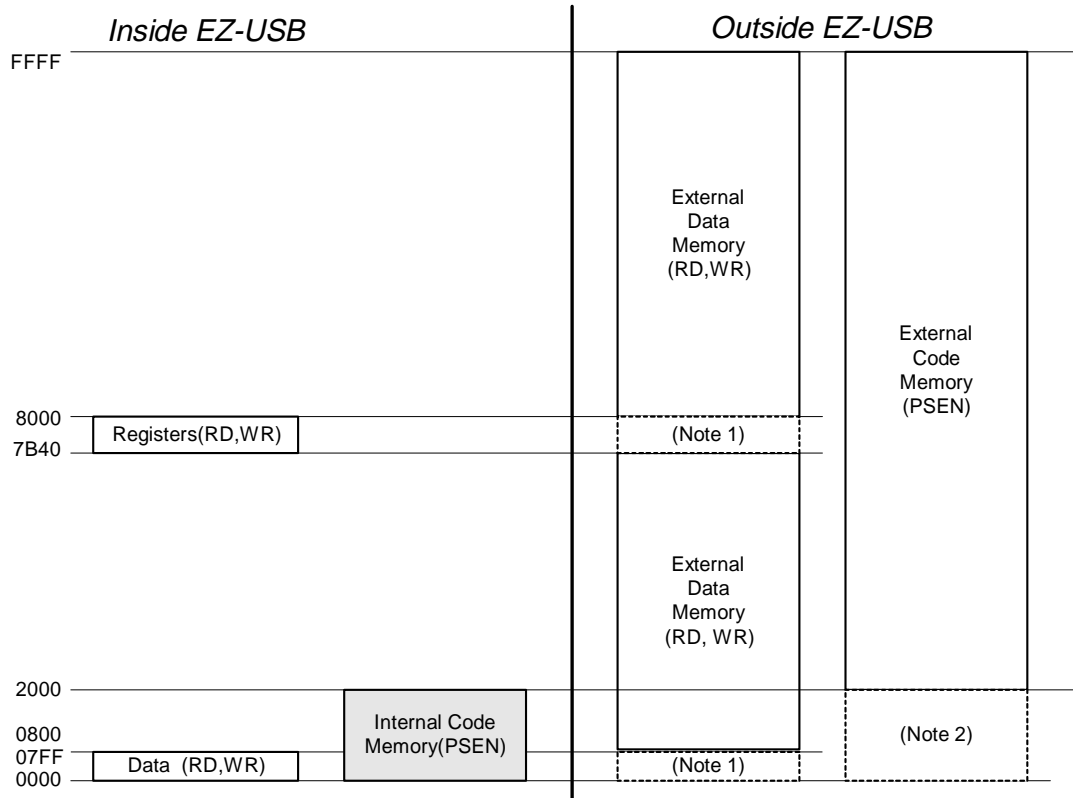 Inside EZ-USB
Outside EZ-USB
FFFF
External
Data
Memory
(RD,WR)
External
Code
Memory
(PSEN)
8000
Registers(RD,WR)
(Note 1)
7B40
External
Data
Memory
(RD, WR)
2000
Internal Code
Memory(PSEN)
0800
(Note 2)
07FF
Data (RD,WR)
(Note 1)
0000